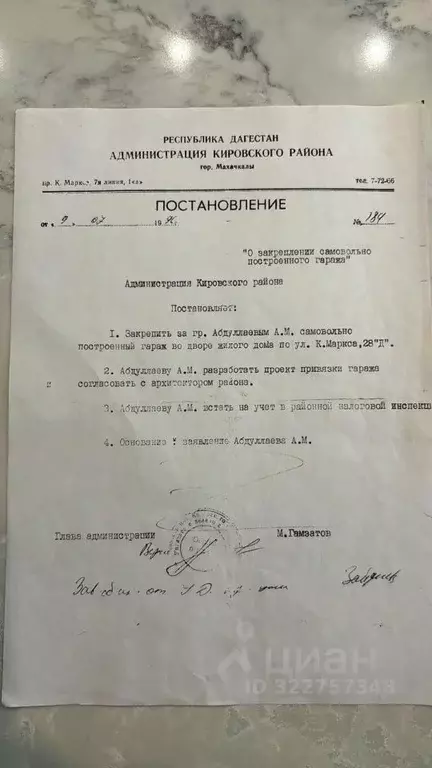 РЕСПУБЛИКА ДАГЕСТАН
АДМИНИСТРАЦИЯ КИРОВСКОГО РАЙОНА
гор. Махачкалы
пр. К. Маркса, 7я линия,
тел. 7-72-66
ПОСТАНОВЛЕНИЕ
от « 9 » 07 199 № 184
"О закреплении самовольно
построенного гаража"
Администрация Кировского района
Постановляет:
1. Закрепить за гр. Абдуллаевым А.М. самовольно
построенный гараж во дворе жилого дома по ул. К.Маркса,28"Д".
2. Абдуллаеву А.М. разработать проект привязки гаража
согласовать с архитектором района.
3. Абдуллаеву А.М. встать на учет в районной налоговой инспекц
4. Основание : заявление Абдуллаева А.М.
Глава администрации М.Гамзатов
циан
ID 322757348